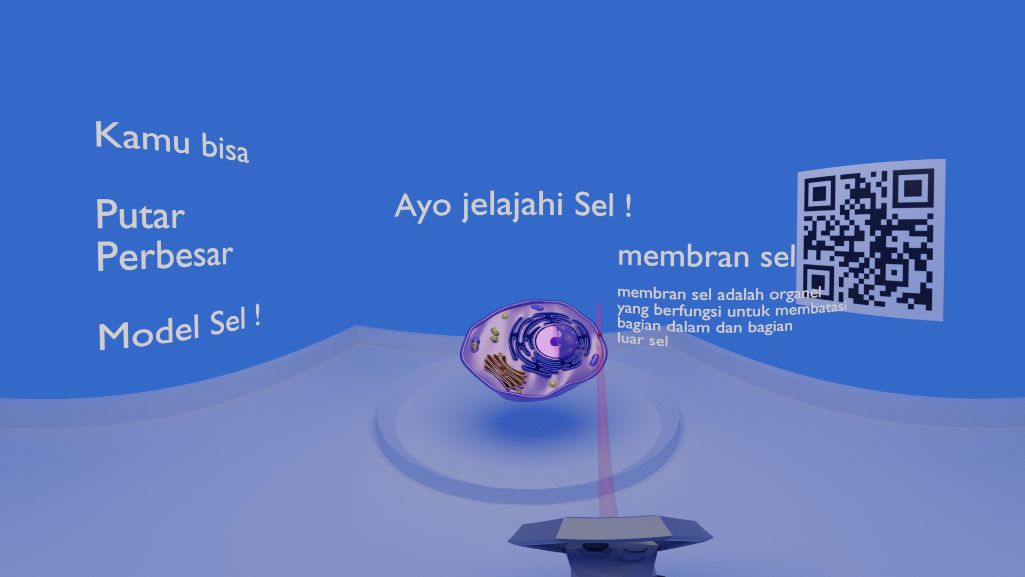 Kamu bisa
Putar
Perbesar
Model Sel !
Ayo jelajahi Sel !
membran sel
membran sel adalah organel
yang berfungsi untuk membatasi
bagian dalam dan bagian
luar sel